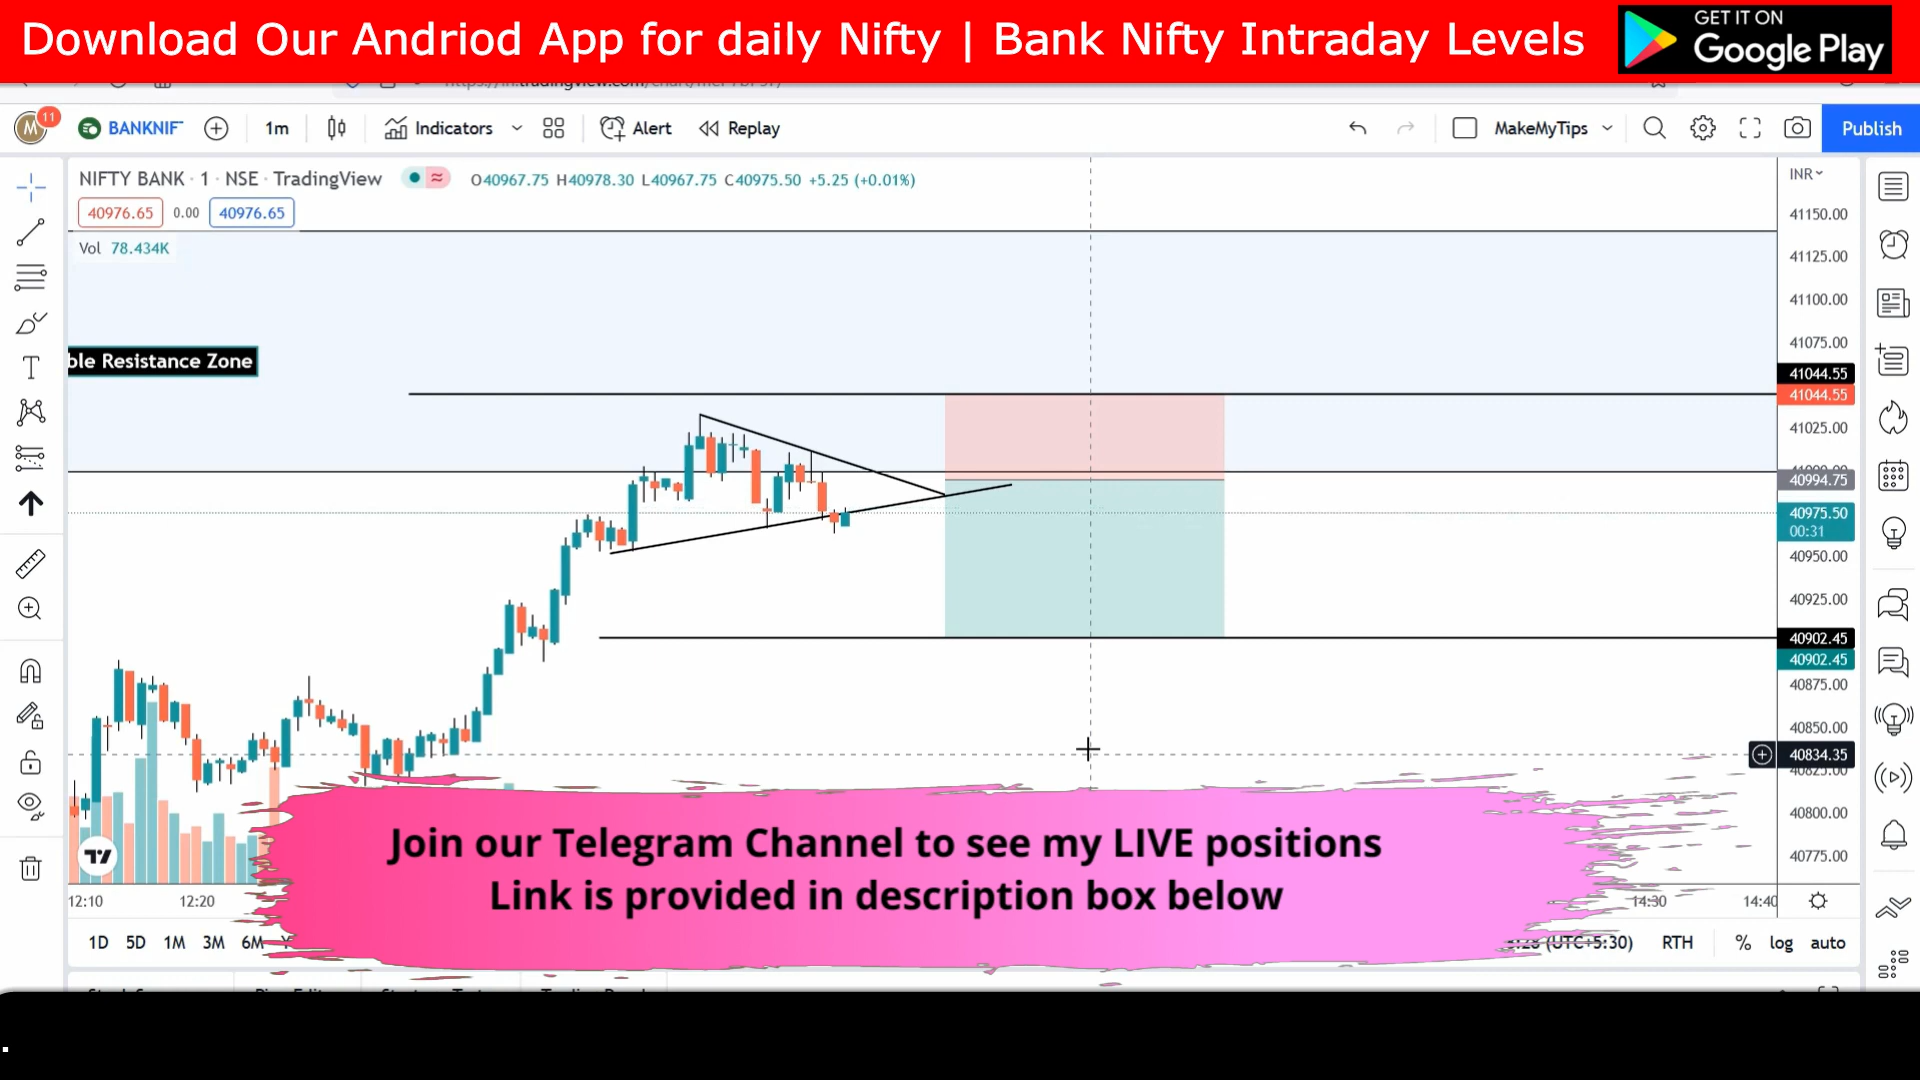 Download Our Andriod App for daily Nifty | Bank Nifty Intraday Levels
GET IT ON
Google Play
M 11
BANKNIF
1m
Indicators
Alert
Replay
MakeMyTips
Publish
NIFTY BANK · 1 · NSE · TradingView
O40967.75 H40978.30 L40967.75 C40975.50 +5.25 (+0.01%)
INR
40976.65 0.00 40976.65
Vol 78.434K
ble Resistance Zone
41150.00
41125.00
41100.00
41075.00
41044.55
41044.55
41025.00
40994.75
40975.50
00:31
40950.00
40925.00
40902.45
40902.45
40875.00
40850.00
40834.35
40825.00
40800.00
40775.00
Join our Telegram Channel to see my LIVE positions
Link is provided in description box below
12:10 12:20 14:30 14:40
1D 5D 1M 3M 6M
(UTC+5:30) RTH % log auto
.